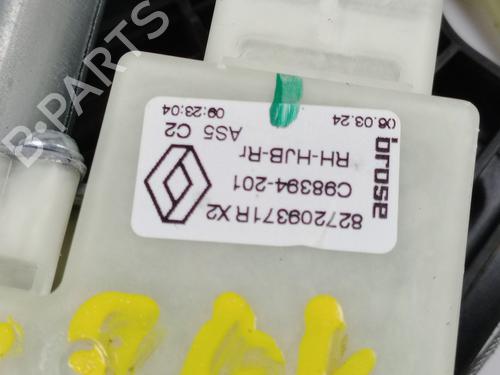 brose
827209371R X2
C98394-201
RH-HJB-Rr
AS5 C2
06.03.24
09:23:04
B-PARTS